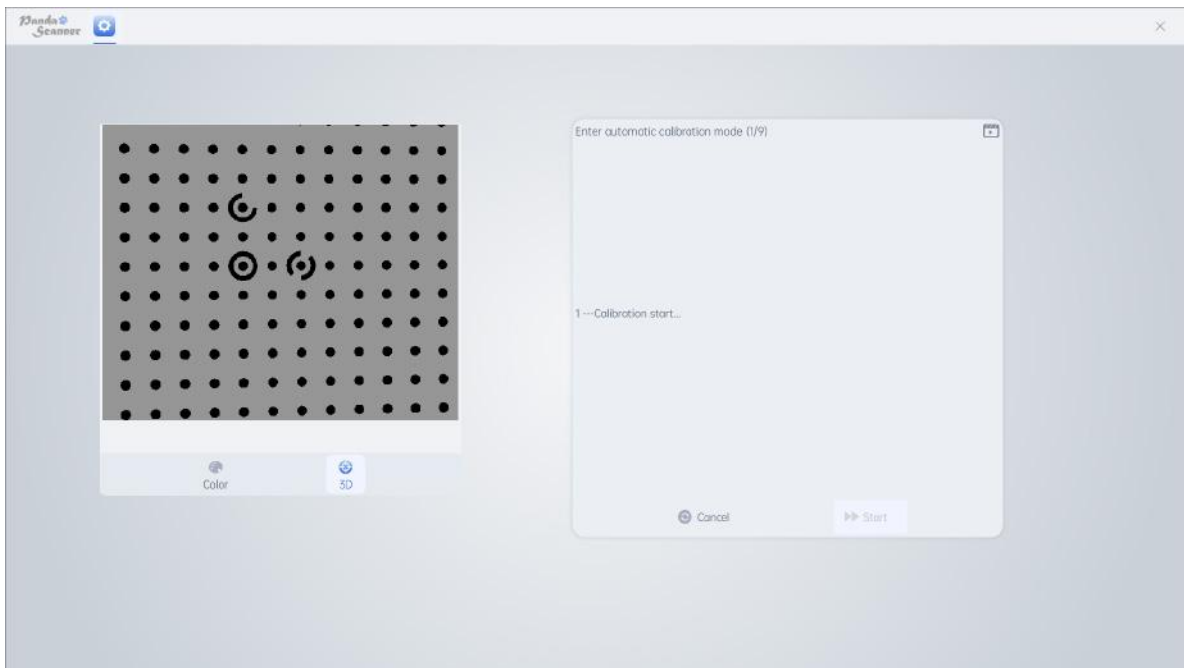 Panda
Scanner
Enter automatic calibration mode (1/9)
1 ---Calibration start...
Color
3D
Cancel
Start